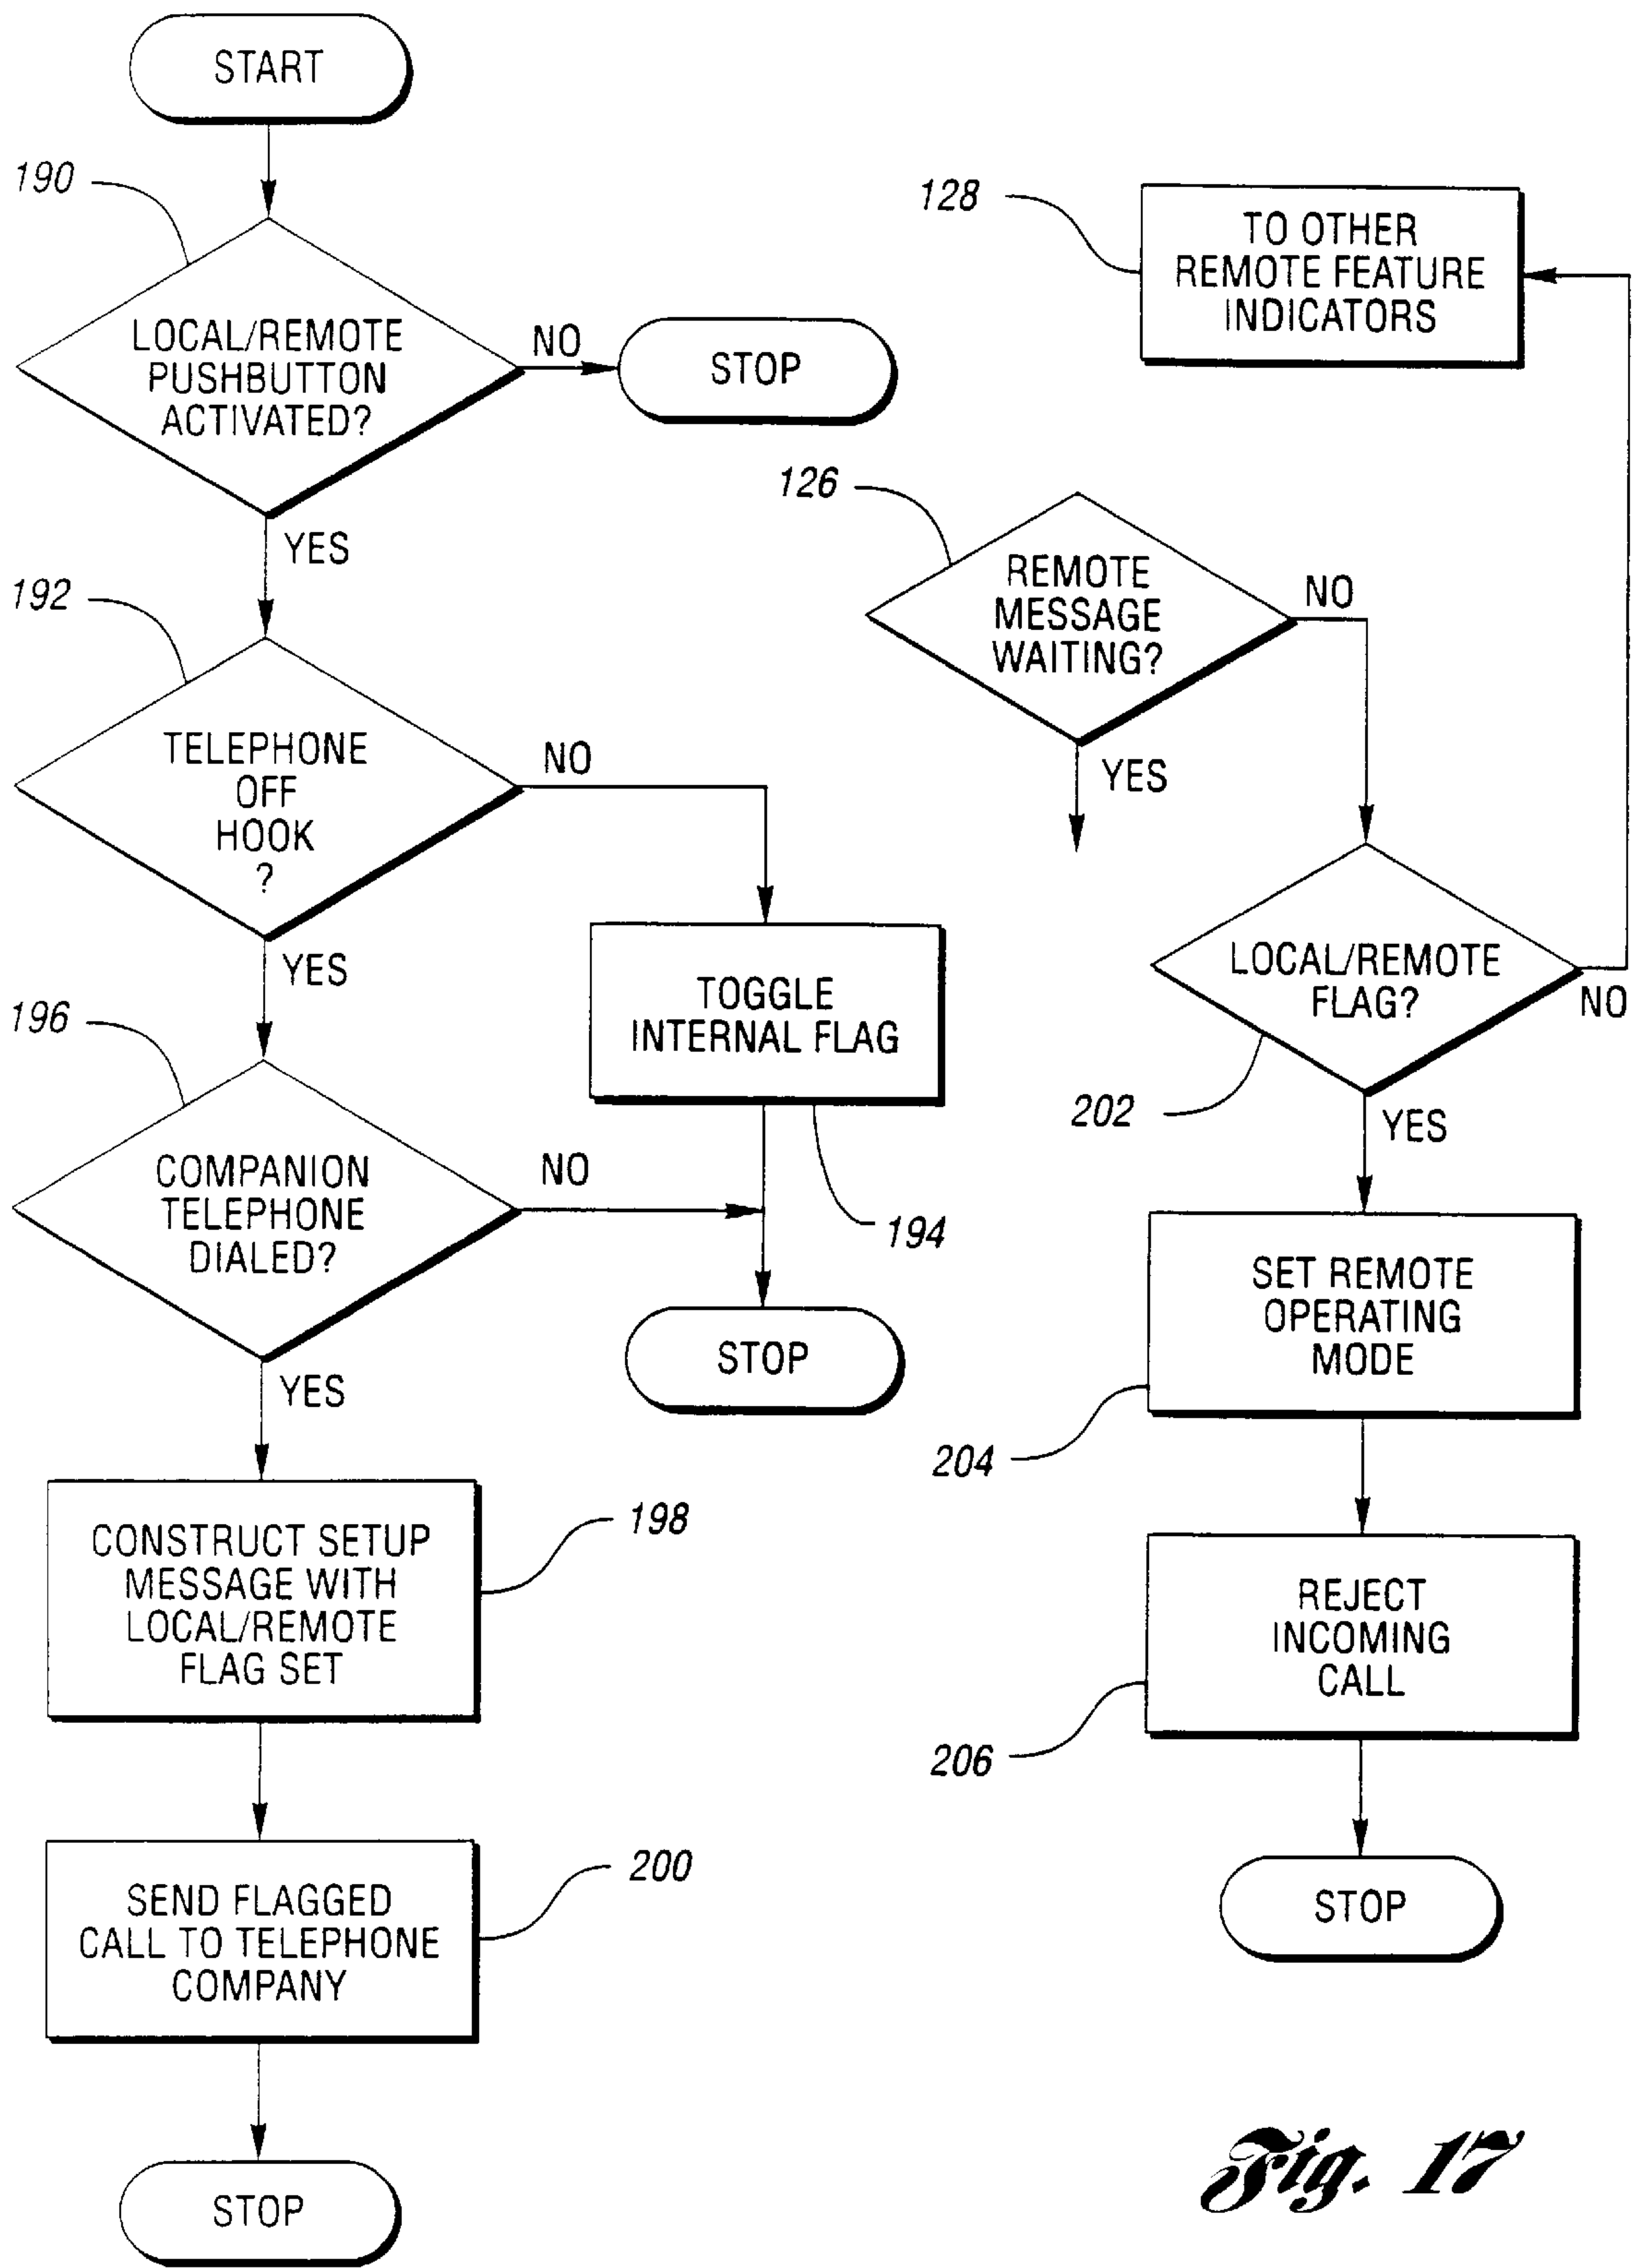 START
190
LOCAL/REMOTE
PUSHBUTTON
ACTIVATED?
NO
STOP
YES
192
TELEPHONE
OFF
HOOK
?
NO
YES
TOGGLE
INTERNAL FLAG
194
196
COMPANION
TELEPHONE
DIALED?
NO
STOP
YES
CONSTRUCT SETUP
MESSAGE WITH
LOCAL/REMOTE
FLAG SET
198
SEND FLAGGED
CALL TO TELEPHONE
COMPANY
200
STOP
128
TO OTHER
REMOTE FEATURE
INDICATORS
126
REMOTE
MESSAGE
WAITING?
NO
YES
LOCAL/REMOTE
FLAG?
NO
202
YES
SET REMOTE
OPERATING
MODE
204
REJECT
INCOMING
CALL
206
STOP
Fig. 17